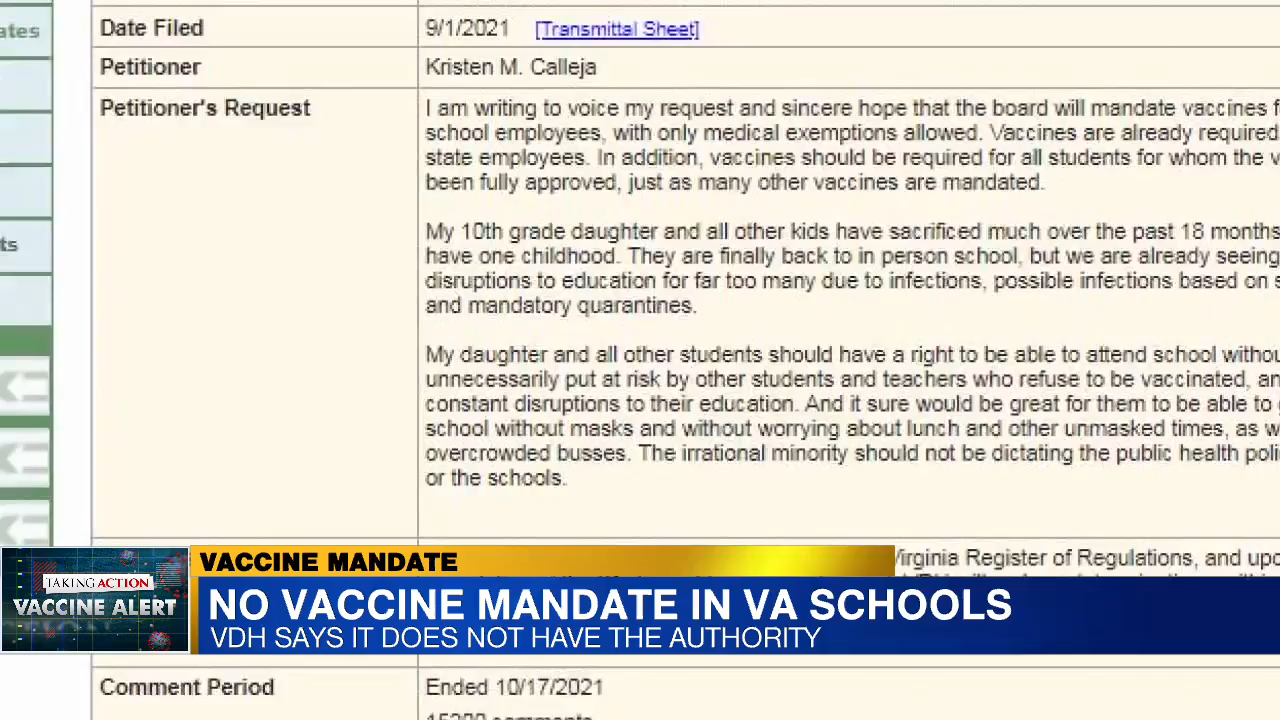 ates
Date Filed
9/1/2021 [Transmittal Sheet]
Petitioner
Kristen M. Calleja
Petitioner's Request
I am writing to voice my request and sincere hope that the board will mandate vaccines f
school employees, with only medical exemptions allowed. Vaccines are already required
state employees. In addition, vaccines should be required for all students for whom the v
been fully approved, just as many other vaccines are mandated.
My 10th grade daughter and all other kids have sacrificed much over the past 18 months
have one childhood. They are finally back to in person school, but we are already seeing
disruptions to education for far too many due to infections, possible infections based on s
and mandatory quarantines.
My daughter and all other students should have a right to be able to attend school withou
unnecessarily put at risk by other students and teachers who refuse to be vaccinated, an
constant disruptions to their education. And it sure would be great for them to be able to
school without masks and without worrying about lunch and other unmasked times, as w
overcrowded busses. The irrational minority should not be dictating the public health poli
or the schools.
ts
Virginia Register of Regulations, and upo
VACCINE MANDATE
TAKING ACTION
VACCINE ALERT
NO VACCINE MANDATE IN VA SCHOOLS
VDH SAYS IT DOES NOT HAVE THE AUTHORITY
Comment Period
Ended 10/17/2021
comments